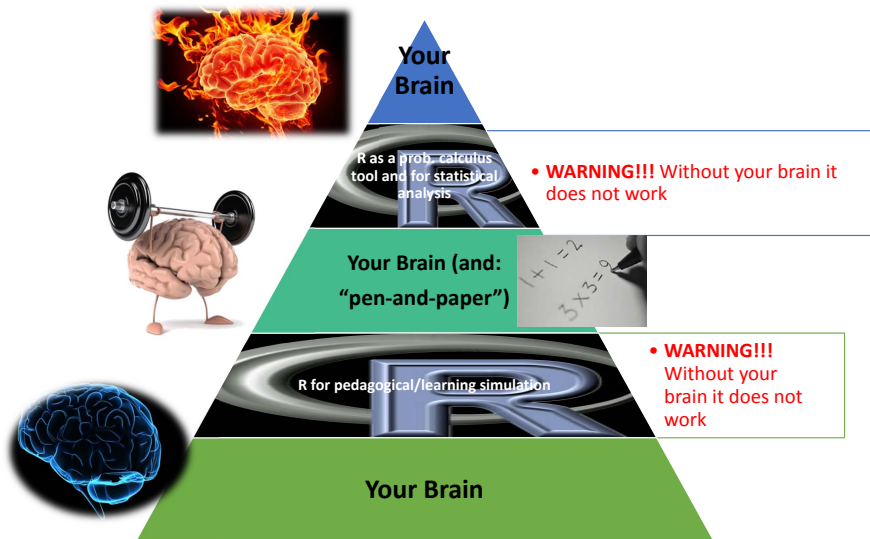 Your
Brain
R as a prob. calculus
tool and for statistical
analysis
• WARNING!!! Without your brain it
does not work
Your Brain (and:
“pen-and-paper”)
1+1=2
3×3=9
R for pedagogical/learning simulation
• WARNING!!!
Without your
brain it does not
work
Your Brain